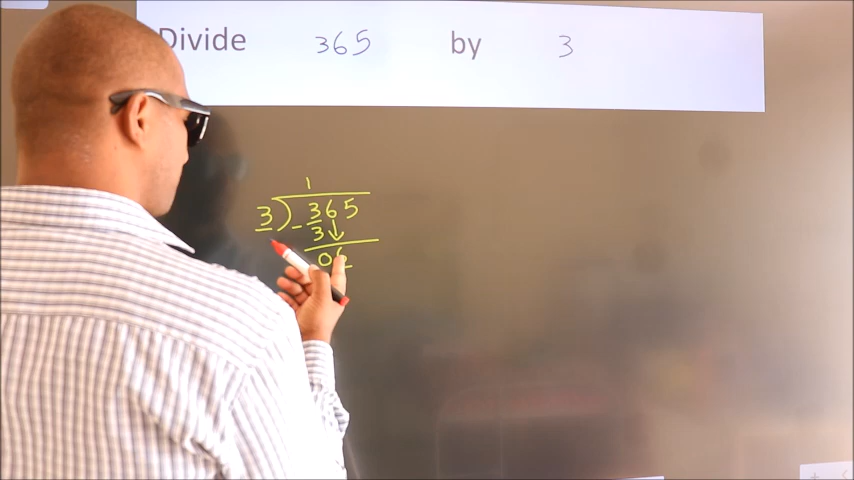 Divide 365 by 3
1
3 ) 365
- 3 ↓
06